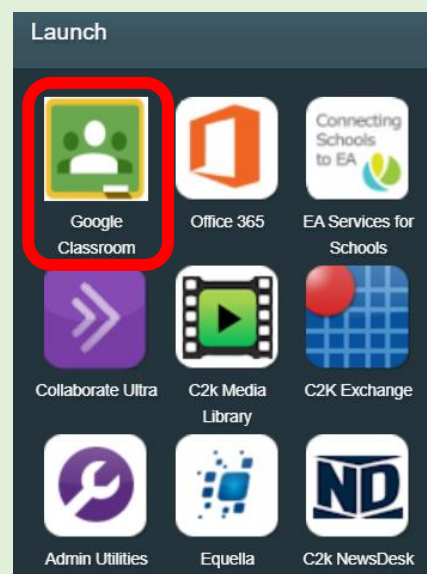 Launch
Connecting
Schools
to EA
Google
Classroom
Office 365
EA Services for
Schools
Collaborate Ultra
C2k Media
Library
C2K Exchange
ND
Admin Utilities
Equella
C2k NewsDesk